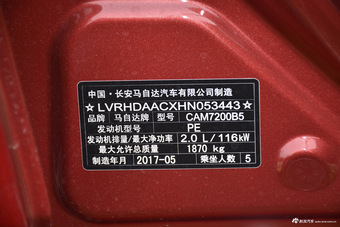 中国·长安马自达汽车有限公司制造
☆LVRHDAACXHN053443☆
品牌 马自达牌 型号 CAM7200B5
发动机型号 PE
发动机排量/最大净功率 2.0 L/116kW
最大允许总质量 1870 kg
制造年月 2017-05 乘坐人数 5